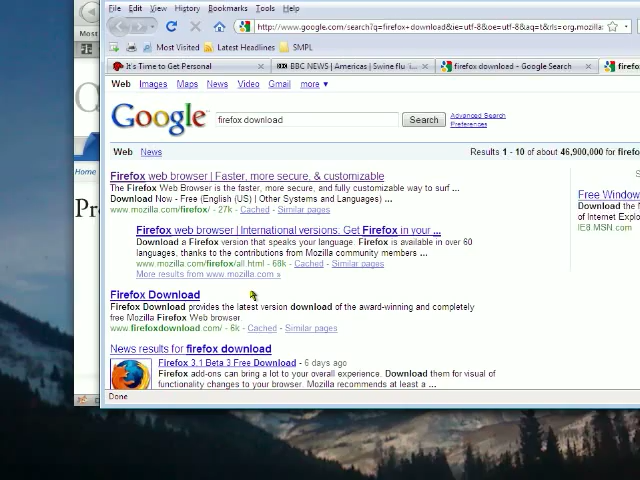 File Edit View History Bookmarks Tools Help
http://www.google.com/search?q=firefox+download&ie=utf-8&oe=utf-8&aq=t&rls=org.mozilla:
Most Visited Latest Headlines SMPL
It's Time to Get Personal BBC NEWS | Americas | Swine flu firefox download - Google Search firef
Web Images Maps News Video Gmail more ▼
Google firefox download Search Advanced Search
Preferences
Web News Results 1 - 10 of about 46,900,000 for firefo
Firefox web browser | Faster, more secure, & customizable
The Firefox Web Browser is the faster, more secure, and fully customizable way to surf ...
Download Now - Free (English (US) | Other Systems and Languages) ...
www.mozilla.com/firefox/ - 27k - Cached - Similar pages
Free Window
Download the N
of Internet Explo
IE8 MSN.com
Firefox web browser | International versions: Get Firefox in your ...
Download a Firefox version that speaks your language. Firefox is available in over 60
languages, thanks to the contributions from Mozilla community members ...
www.mozilla.com/firefox/all.html - 68k - Cached - Similar pages
More results from www.mozilla.com »
Firefox Download
Firefox Download provides the latest version download of the award-winning and completely
free Mozilla Firefox Web browser.
www.firefoxdownload.com/ - 6k - Cached - Similar pages
News results for firefox download
Firefox 3.1 Beta 3 Free Download - 6 days ago
Firefox add-ons can bring a lot to your overall experience. Download them for visual of
functionality changes to your browser. Mozilla recommends at least a ...
Done
Most
Home
Pr